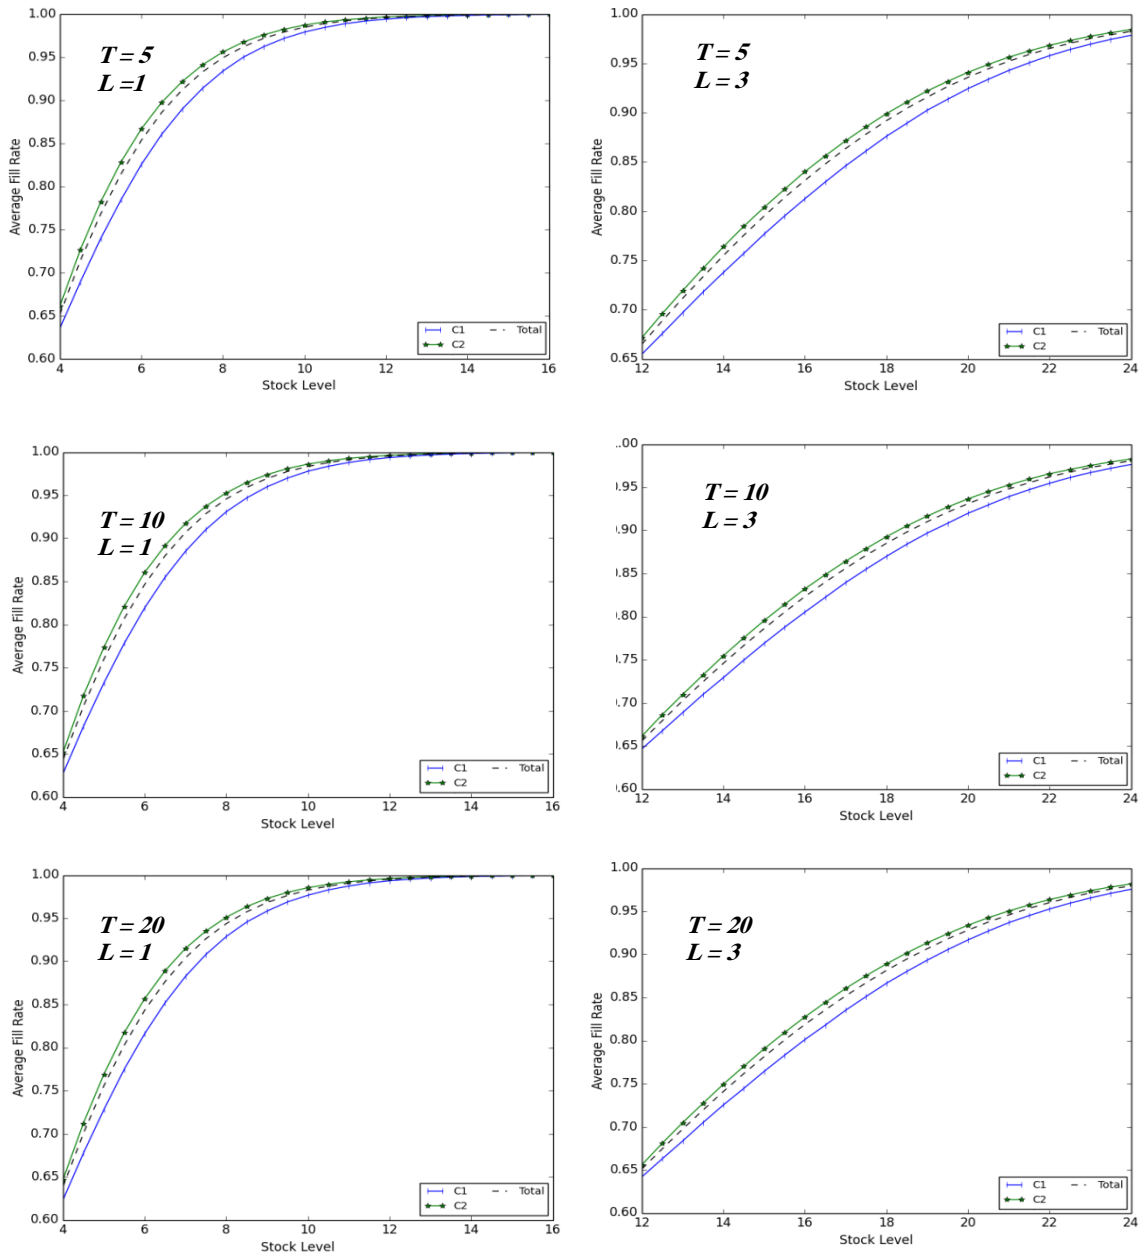 1.00
0.95
0.90
0.85
0.80
0.75
0.70
0.65
0.60
Average Fill Rate
T = 5
L =1
C1 Total
C2
4 6 8 10 12 14 16
Stock Level
1.00
0.95
0.90
0.85
0.80
0.75
0.70
0.65
Average Fill Rate
T = 5
L = 3
C1 Total
C2
12 14 16 18 20 22 24
Stock Level
1.00
0.95
0.90
0.85
0.80
0.75
0.70
0.65
0.60
Average Fill Rate
T = 10
L = 1
C1 Total
C2
4 6 8 10 12 14 16
Stock Level
.00
0.95
0.90
0.85
0.80
0.75
0.70
0.65
0.60
T = 10
L = 3
C1 Total
C2
12 14 16 18 20 22 24
Stock Level
1.00
0.95
0.90
0.85
0.80
0.75
0.70
0.65
0.60
Average Fill Rate
T = 20
L = 1
C1 Total
C2
4 6 8 10 12 14 16
Stock Level
1.00
0.95
0.90
0.85
0.80
0.75
0.70
0.65
0.60
Average Fill Rate
T = 20
L = 3
C1 Total
C2
12 14 16 18 20 22 24
Stock Level